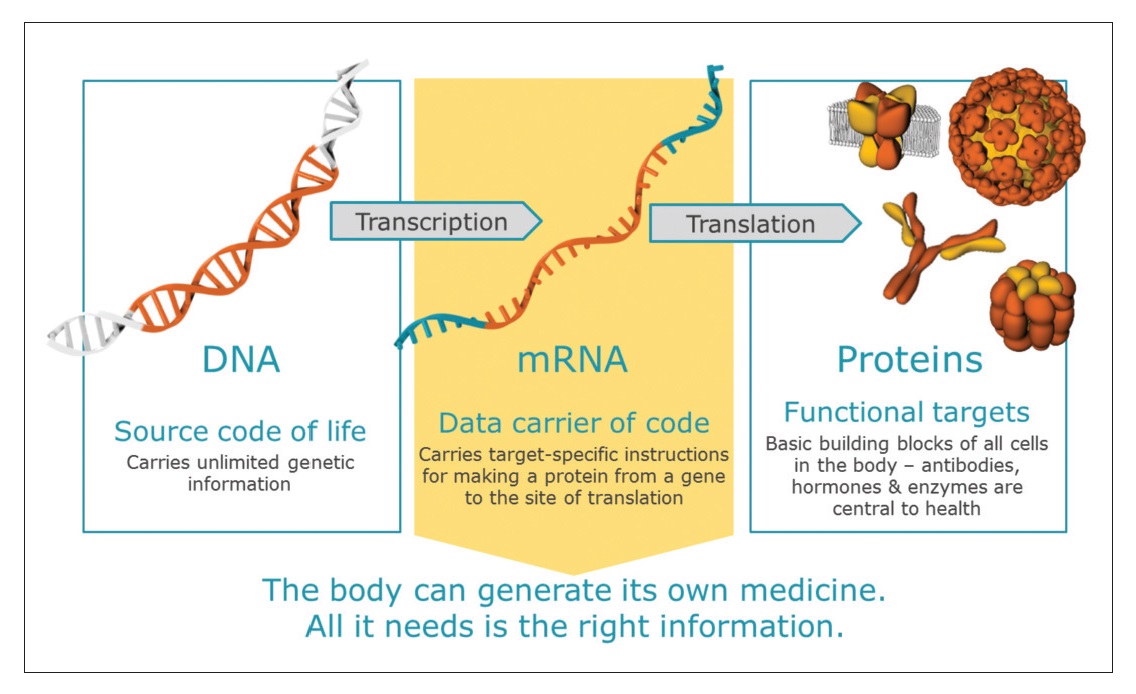 Transcription
Translation
DNA
Source code of life
Carries unlimited genetic
information
mRNA
Data carrier of code
Carries target-specific instructions
for making a protein from a gene
to the site of translation
Proteins
Functional targets
Basic building blocks of all cells
in the body – antibodies,
hormones & enzymes are
central to health
The body can generate its own medicine.
All it needs is the right information.